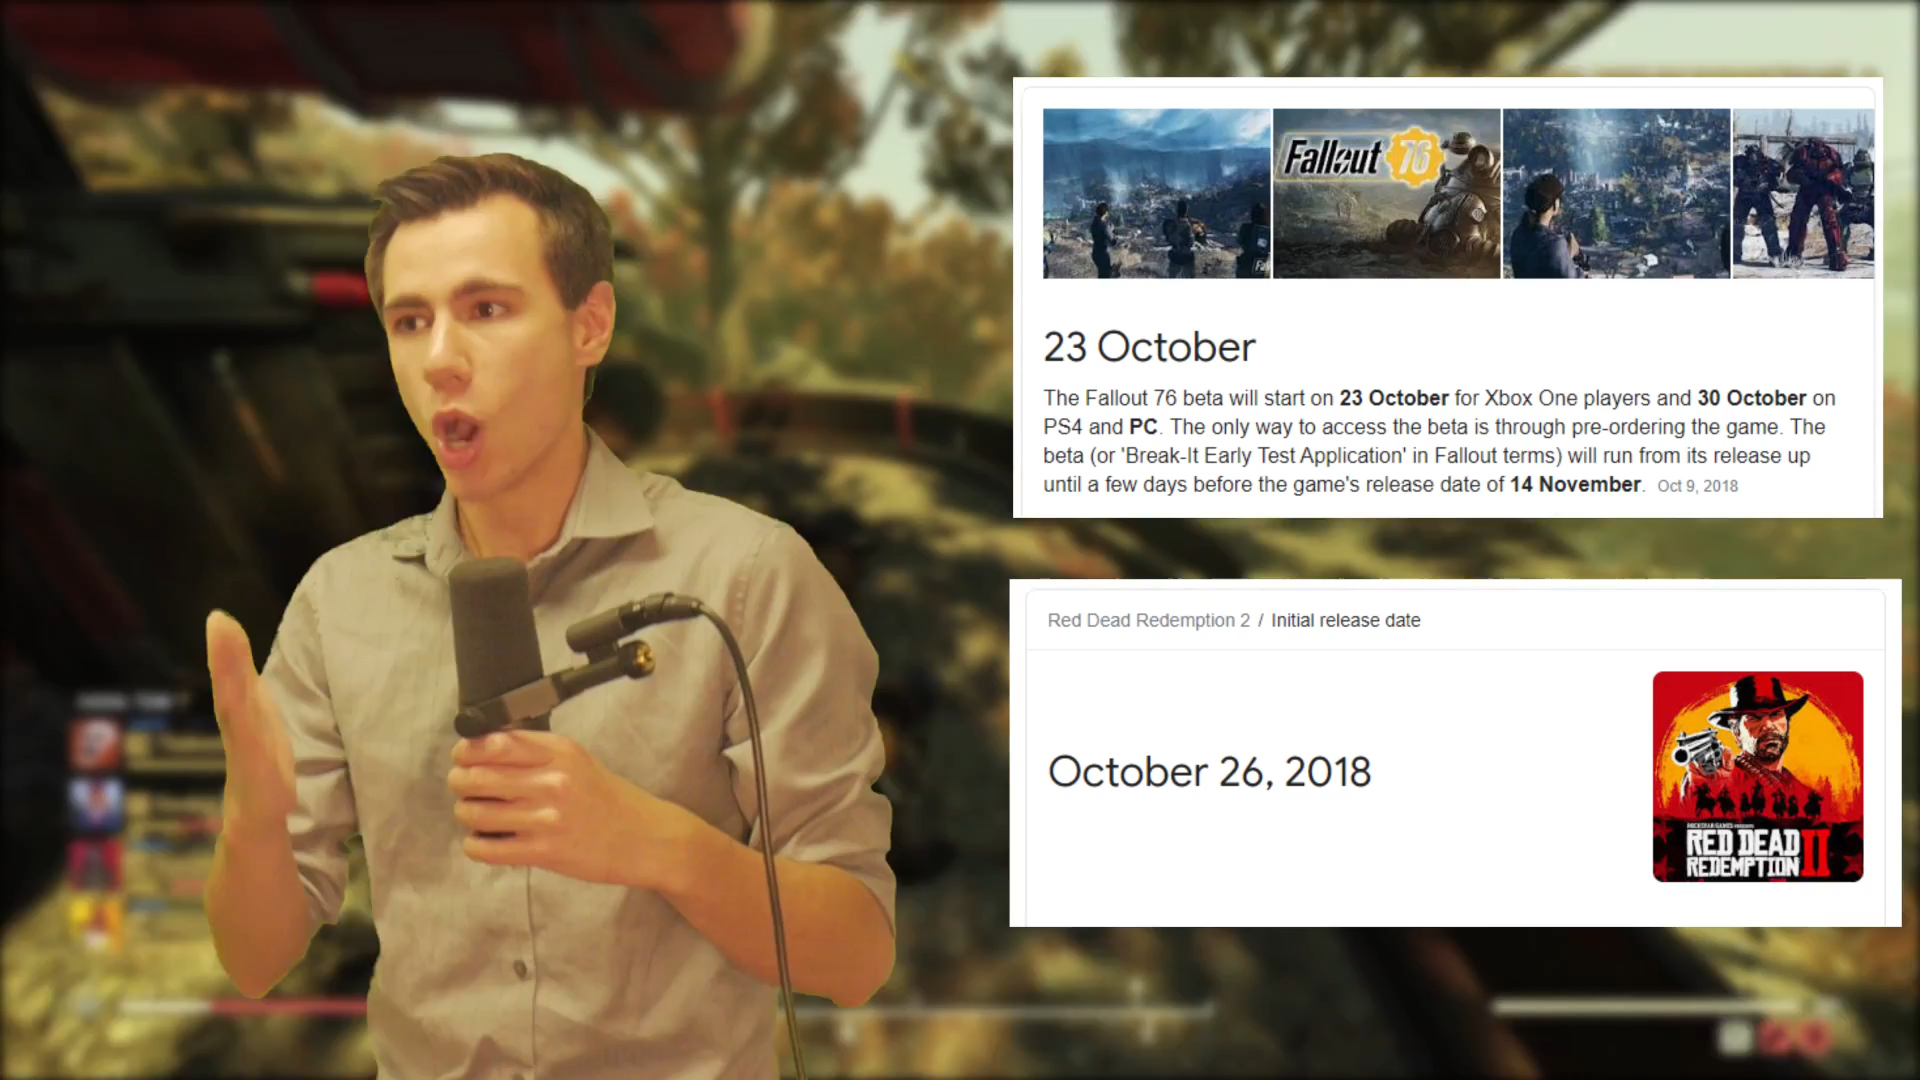 Fallout 76
23 October
The Fallout 76 beta will start on 23 October for Xbox One players and 30 October on
PS4 and PC. The only way to access the beta is through pre-ordering the game. The
beta (or 'Break-It Early Test Application' in Fallout terms) will run from its release up
until a few days before the game's release date of 14 November. Oct 9, 2018
Red Dead Redemption 2 / Initial release date
October 26, 2018
ROCKSTAR GAMES PRESENTS
RED DEAD
REDEMPTION II